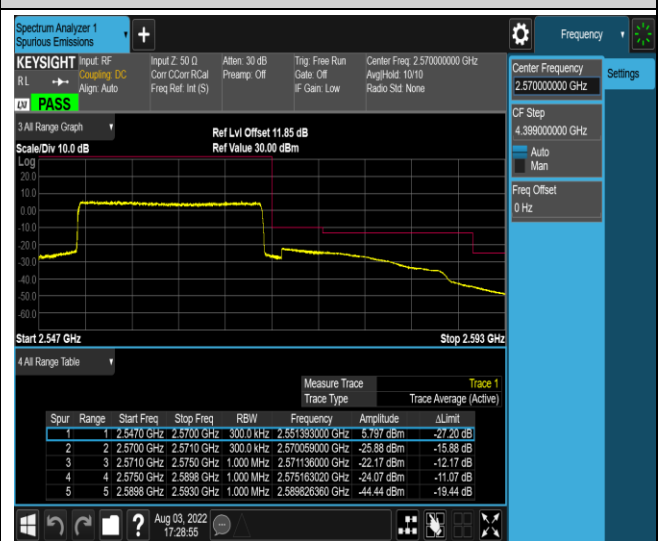 Spectrum Analyzer 1
Spurious Emissions
Frequency
KEYSIGHT Input: RF Input Z: 50 Ω Atten: 30 dB Trig: Free Run Center Freq: 2.570000000 GHz
RL Coupling: DC Corr CCorr RCal Preamp: Off Gate: Off Avg|Hold: 10/10
Align: Auto Freq Ref: Int (S) IF Gain: Low Radio Std: None
LXI PASS
Center Frequency
2.570000000 GHz
Settings
CF Step
4.399000000 GHz
Auto
Man
Freq Offset
0 Hz
3 All Range Graph
Ref Lvl Offset 11.85 dB
Scale/Div 10.0 dB Ref Value 30.00 dBm
Log
20.0
10.0
0.00
-10.0
-20.0
-30.0
-40.0
-50.0
-60.0
Start 2.547 GHz Stop 2.593 GHz
4 All Range Table
Measure Trace Trace 1
Trace Type Trace Average (Active)
Spur Range Start Freq Stop Freq RBW Frequency Amplitude ΔLimit
1 1 2.5470 GHz 2.5700 GHz 300.0 kHz 2.551393000 GHz 5.797 dBm -27.20 dB
2 2 2.5700 GHz 2.5710 GHz 300.0 kHz 2.570059000 GHz -25.88 dBm -15.88 dB
3 3 2.5710 GHz 2.5750 GHz 1.000 MHz 2.571136000 GHz -22.17 dBm -12.17 dB
4 4 2.5750 GHz 2.5898 GHz 1.000 MHz 2.575163020 GHz -24.07 dBm -11.07 dB
5 5 2.5898 GHz 2.5930 GHz 1.000 MHz 2.589826360 GHz -44.44 dBm -19.44 dB
Aug 03, 2022
17:28:55